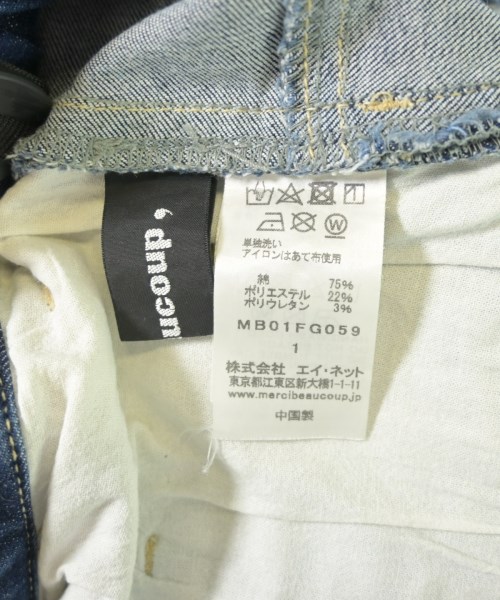 ucoup,
単独洗い
アイロンはあて布使用
綿 75%
ポリエステル 22%
ポリウレタン 3%
MB01FG059
1
株式会社 エイ・ネット
東京都江東区新大橋1-1-11
www.mercibeaucoup.jp
中国製